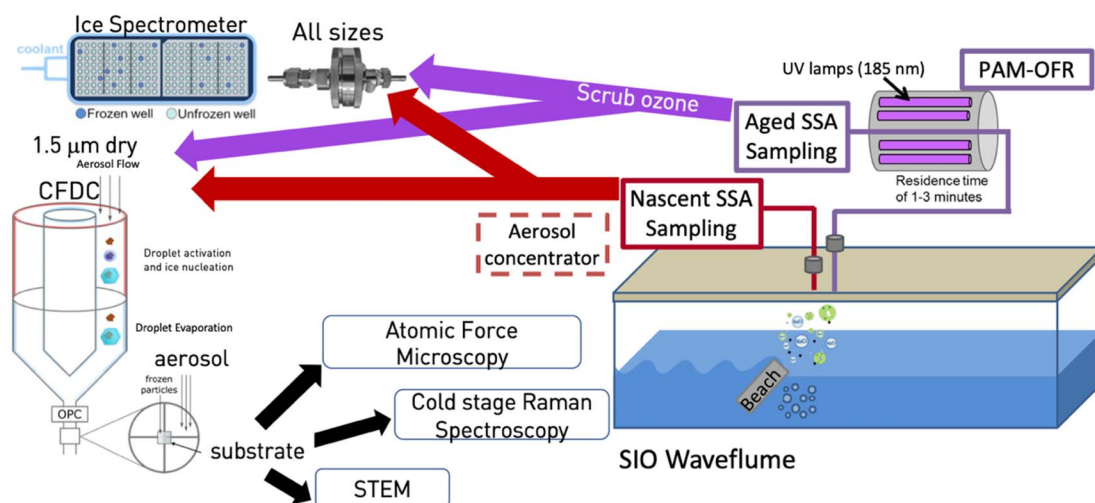 Ice Spectrometer
coolant
Frozen well
Unfrozen well
All sizes
Scrub ozone
UV lamps (185 nm)
PAM-OFR
Aged SSA
Sampling
Residence time
of 1-3 minutes
1.5 μm dry
Aerosol Flow
CFDC
Droplet activation
and ice nucleation
Droplet Evaporation
Nascent SSA
Sampling
Aerosol
concentrator
aerosol
frozen
particles
OPC
substrate
Atomic Force
Microscopy
Cold stage Raman
Spectroscopy
STEM
Beach
SIO Waveflume